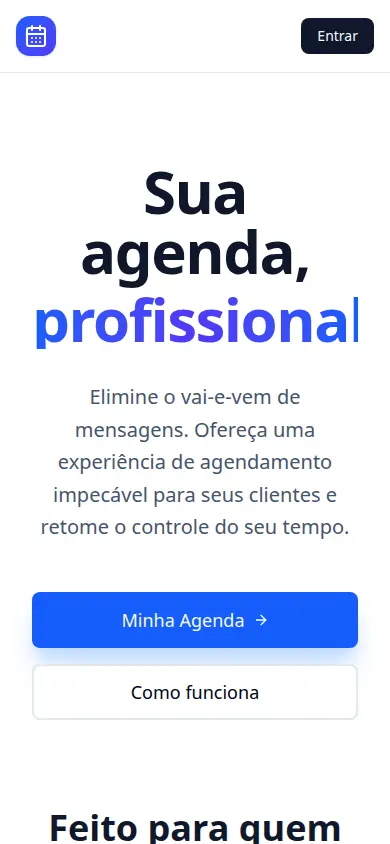 Entrar
Sua
agenda,
profissional
Elimine o vai-e-vem de
mensagens. Ofereça uma
experiência de agendamento
impecável para seus clientes e
retome o controle do seu tempo.
Minha Agenda →
Como funciona
Feito para quem